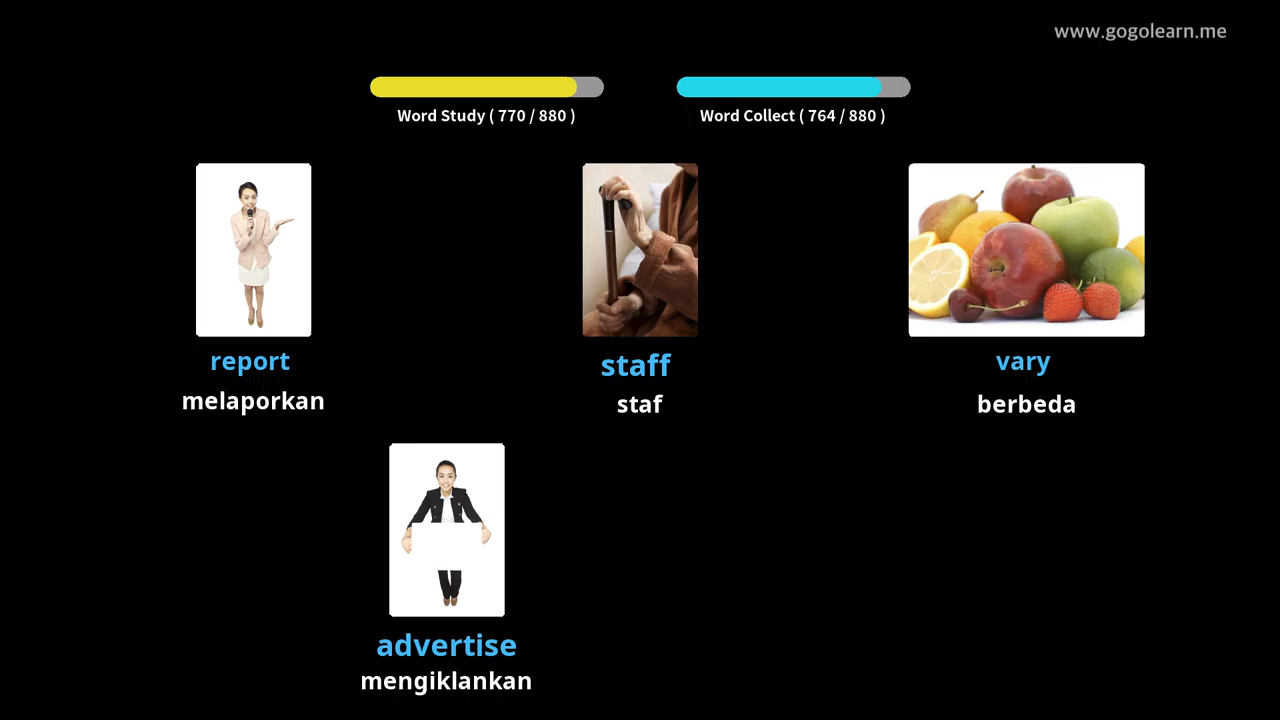 www.gogolearn.me
Word Study ( 770 / 880 )
Word Collect ( 764 / 880 )
report
melaporkan
staff
staf
vary
berbeda
advertise
mengiklankan